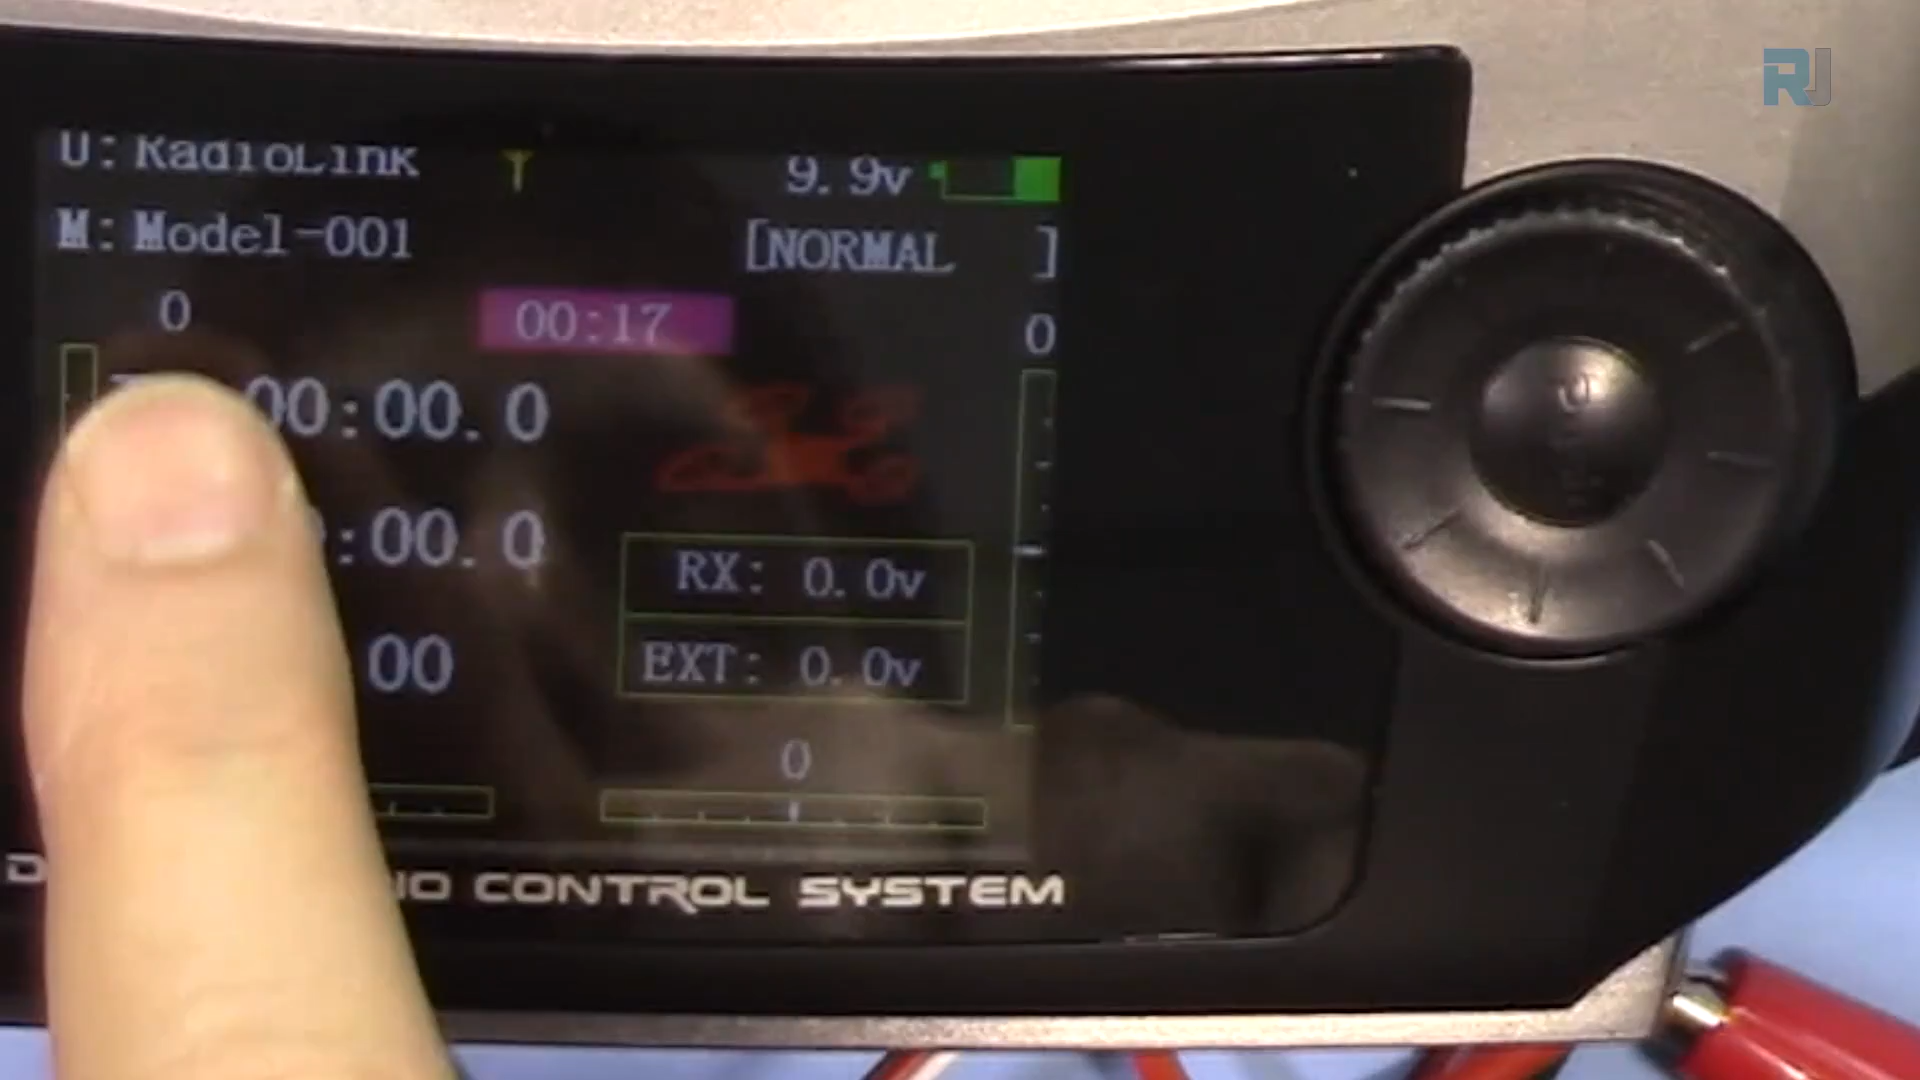 RJ
U: RadioLink 9.9v
M: Model-001 [NORMAL ]
0 00:17 0
00:00.0
:00.0
RX: 0.0v
00
EXT: 0.0v
0
CONTROL SYSTEM